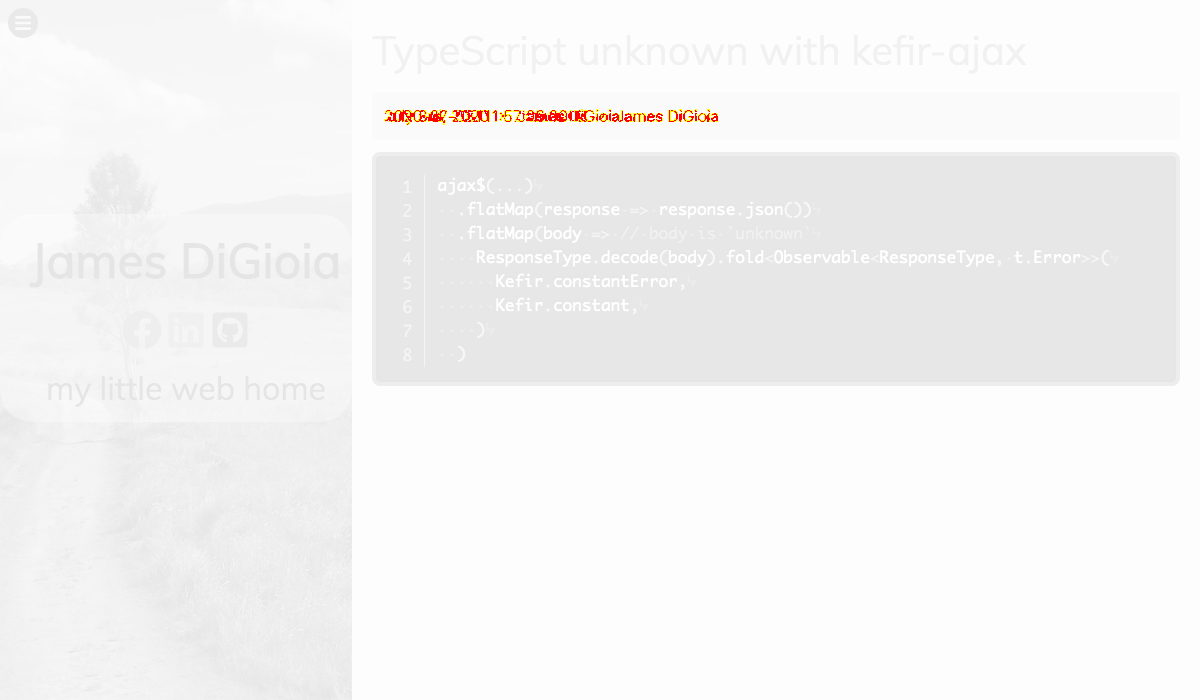 TypeScript unknown with kefir-ajax
James DiGioia
James DiGioia
my little web home
1 ajax$(...)
2 .flatMap(response => response.json())
3 .flatMap(body => // body is `unknown`
4 ResponseType.decode(body).fold<Observable<ResponseType, t.Error>>(
5 Kefir.constantError,
6 Kefir.constant,
7 )
8 )